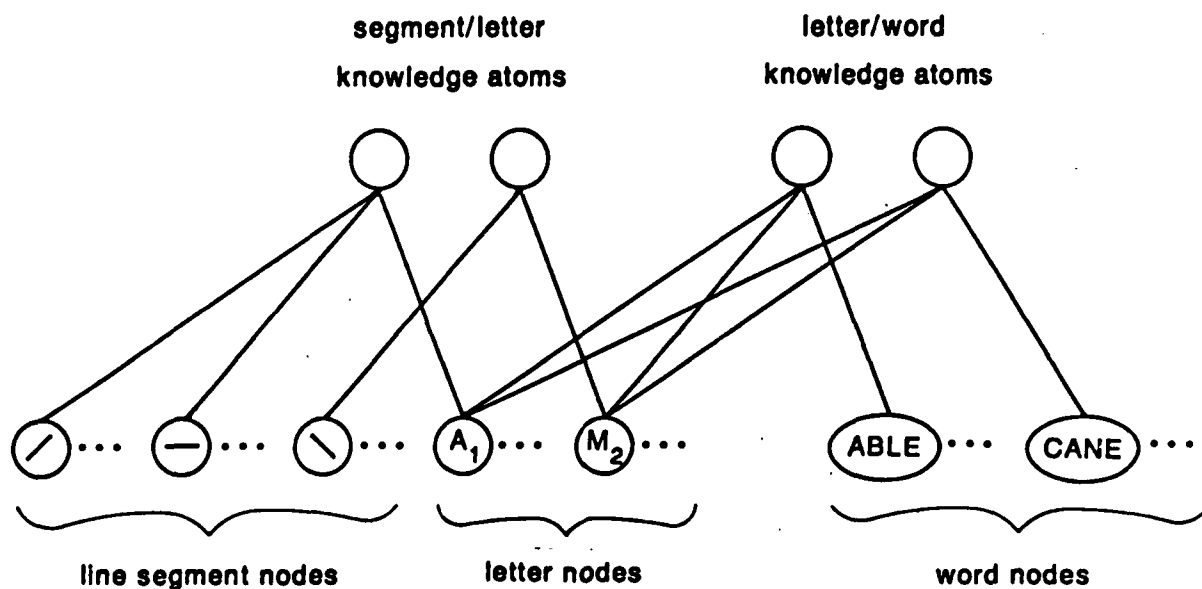 segment/letter
knowledge atoms
letter/word
knowledge atoms
A1 ••• M2 •••
ABLE ••• CANE •••
line segment nodes
letter nodes
word nodes